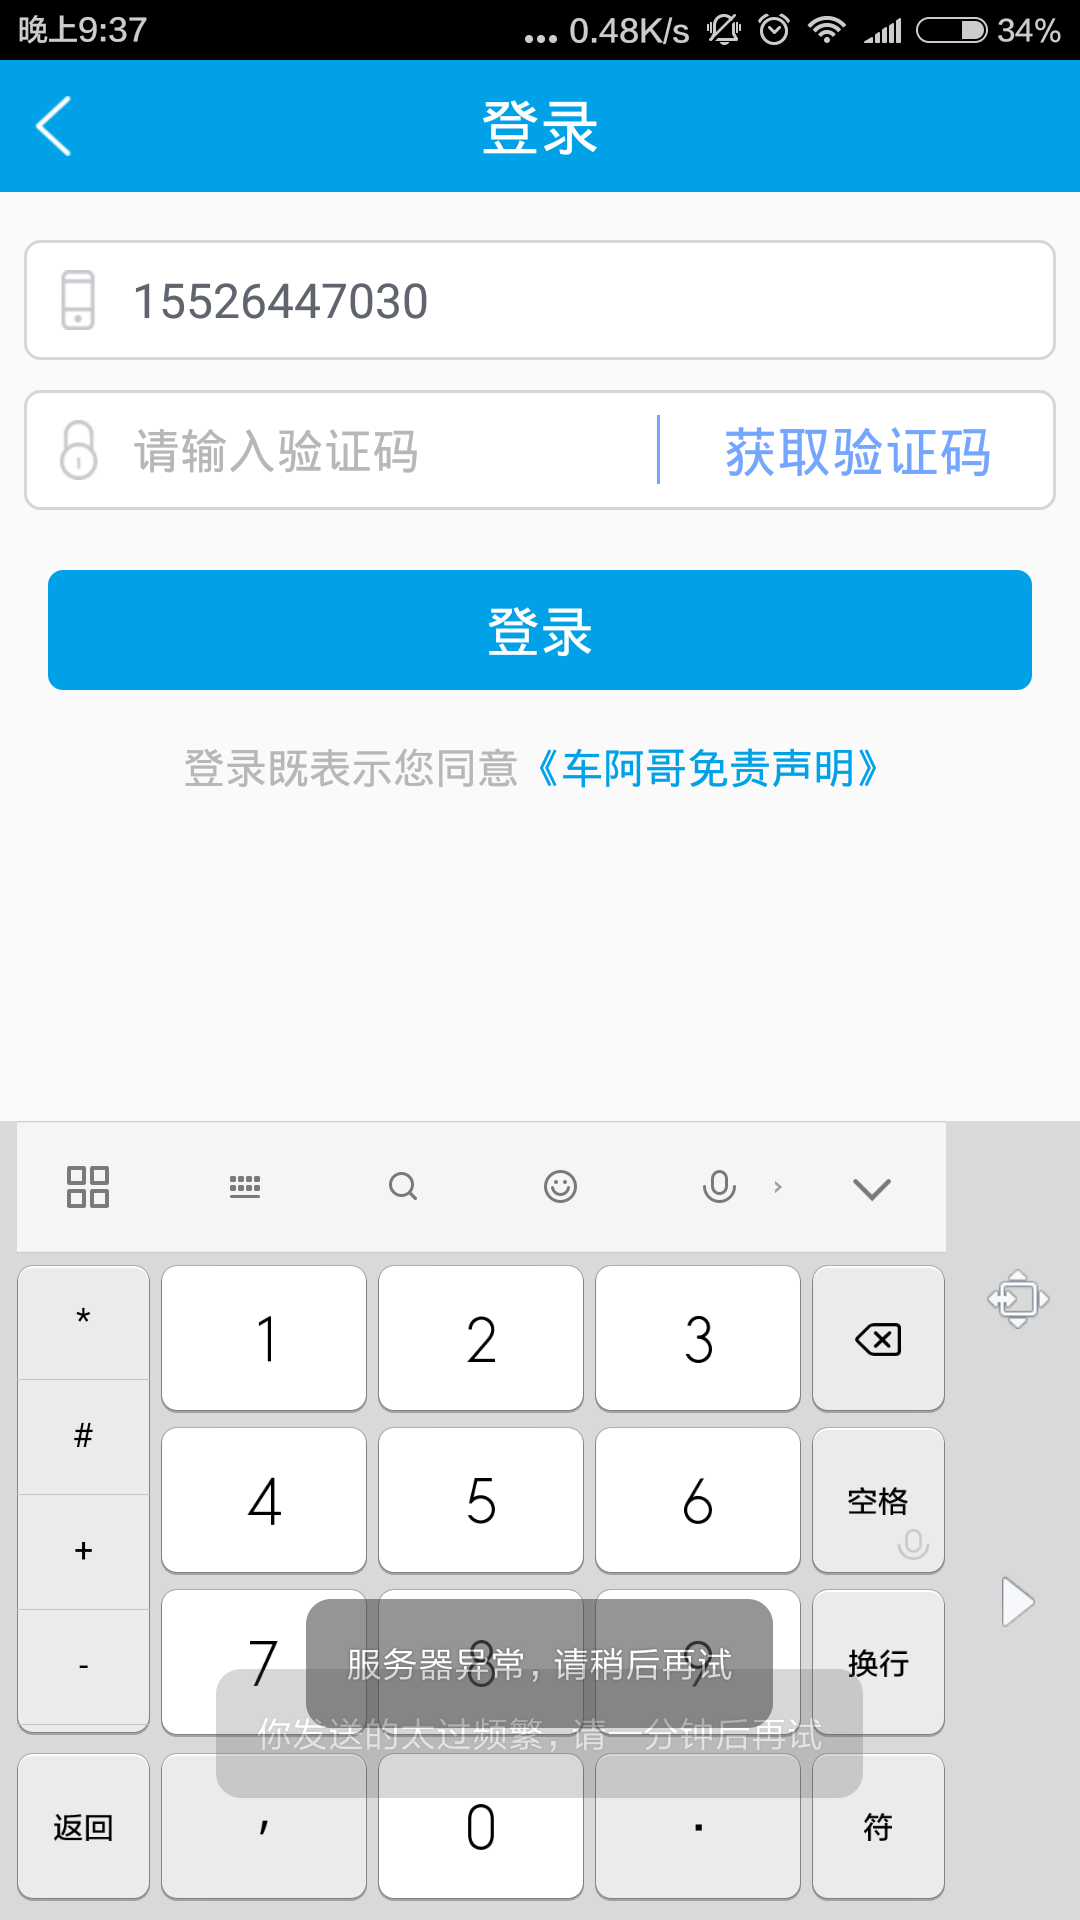 晚上9:37 ... 0.48K/s 34%
登录
15526447030
请输入验证码 获取验证码
登录
登录既表示您同意《车阿哥免责声明》
* 1 2 3
#
4 5 6 空格
+
- 7 8 9 换行
服务器异常，请稍后再试
你发送的太过频繁，请一分钟后再试
返回 , 0 . 符